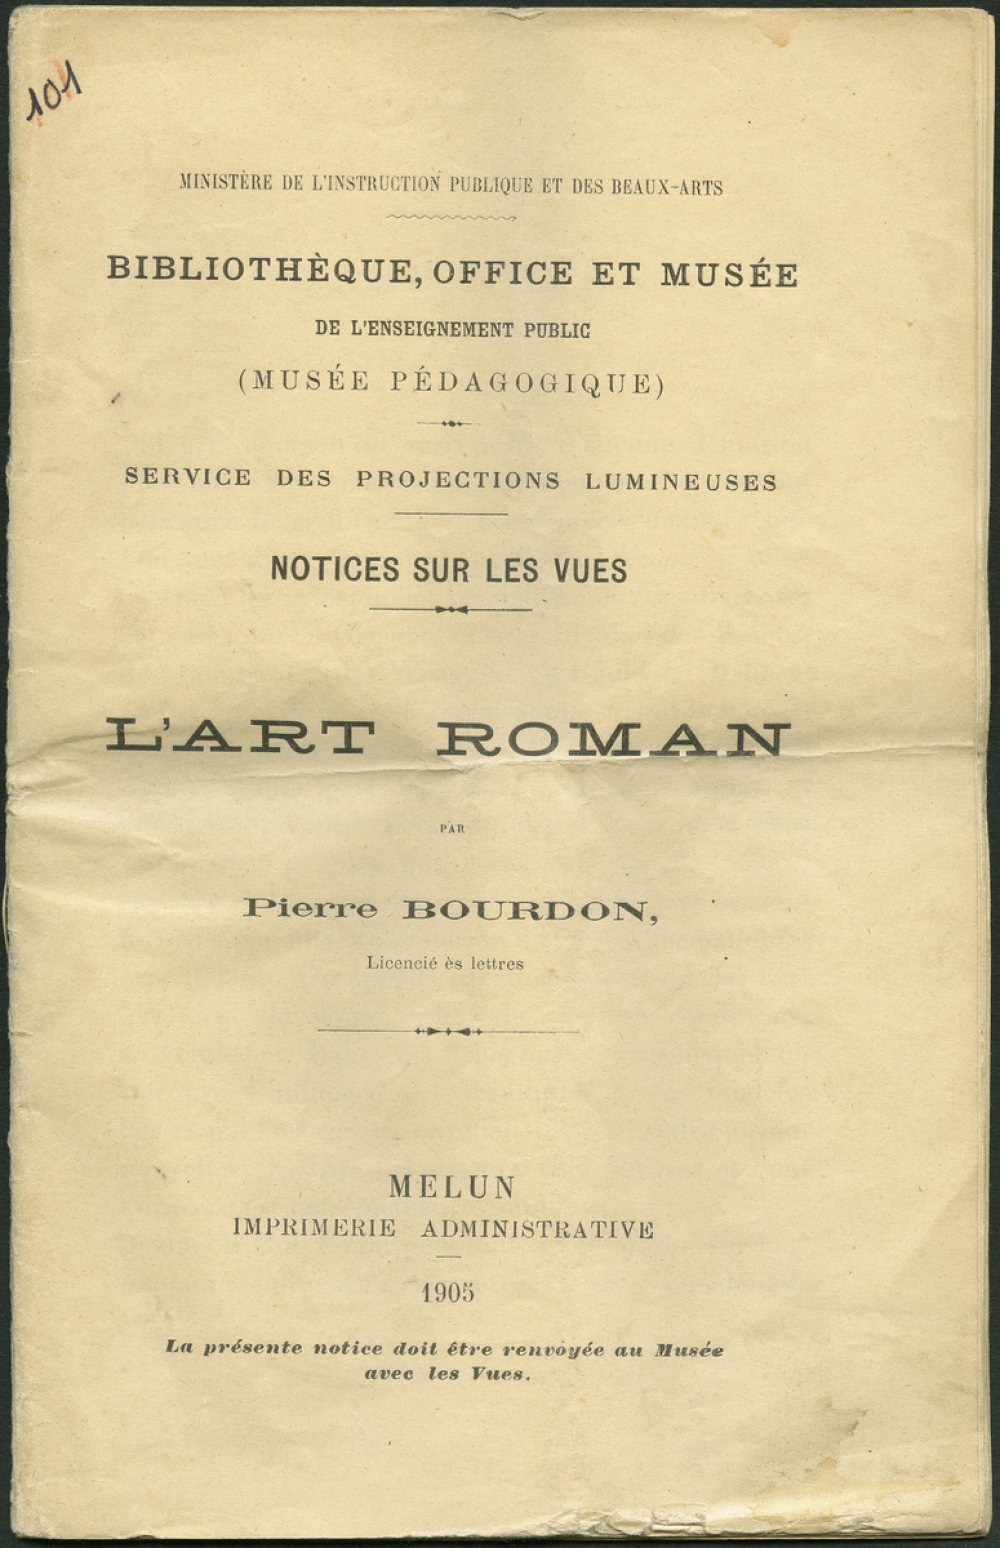 101
MINISTÈRE DE L'INSTRUCTION PUBLIQUE ET DES BEAUX-ARTS
BIBLIOTHÈQUE, OFFICE ET MUSÉE
DE L'ENSEIGNEMENT PUBLIC
(MUSÉE PÉDAGOGIQUE)
SERVICE DES PROJECTIONS LUMINEUSES
NOTICES SUR LES VUES
L'ART ROMAN
PAR
Pierre BOURDON,
Licencié ès lettres
MELUN
IMPRIMERIE ADMINISTRATIVE
1905
La présente notice doit être renvoyée au Musée
avec les Vues.